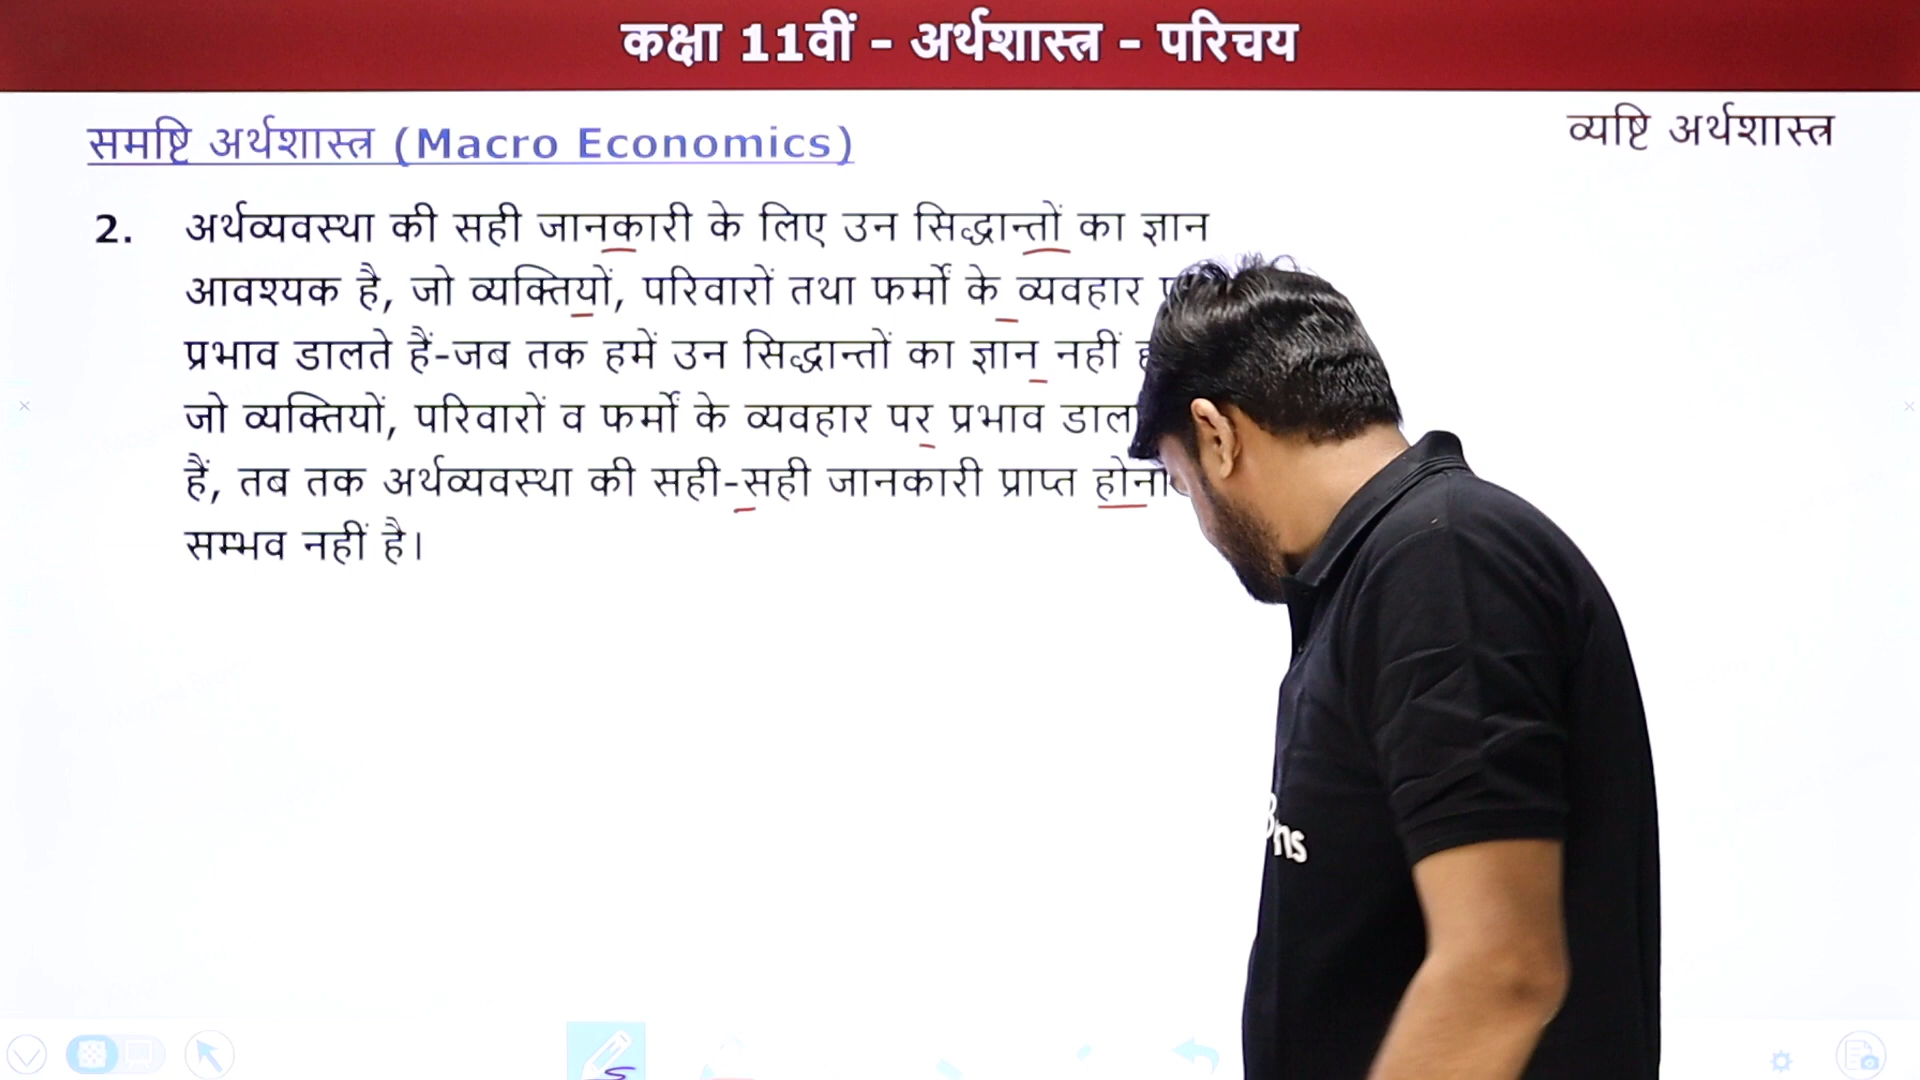 कक्षा 11वीं - अर्थशास्त्र - परिचय
समष्टि अर्थशास्त्र (Macro Economics)
व्यष्टि अर्थशास्त्र
2. अर्थव्यवस्था की सही जानकारी के लिए उन सिद्धान्तों का ज्ञान
आवश्यक है, जो व्यक्तियों, परिवारों तथा फर्मों के व्यवहार
प्रभाव डालते हैं-जब तक हमें उन सिद्धान्तों का ज्ञान नहीं
जो व्यक्तियों, परिवारों व फर्मों के व्यवहार पर प्रभाव
हैं, तब तक अर्थव्यवस्था की सही-सही जानकारी प्राप्त होना
सम्भव नहीं है।